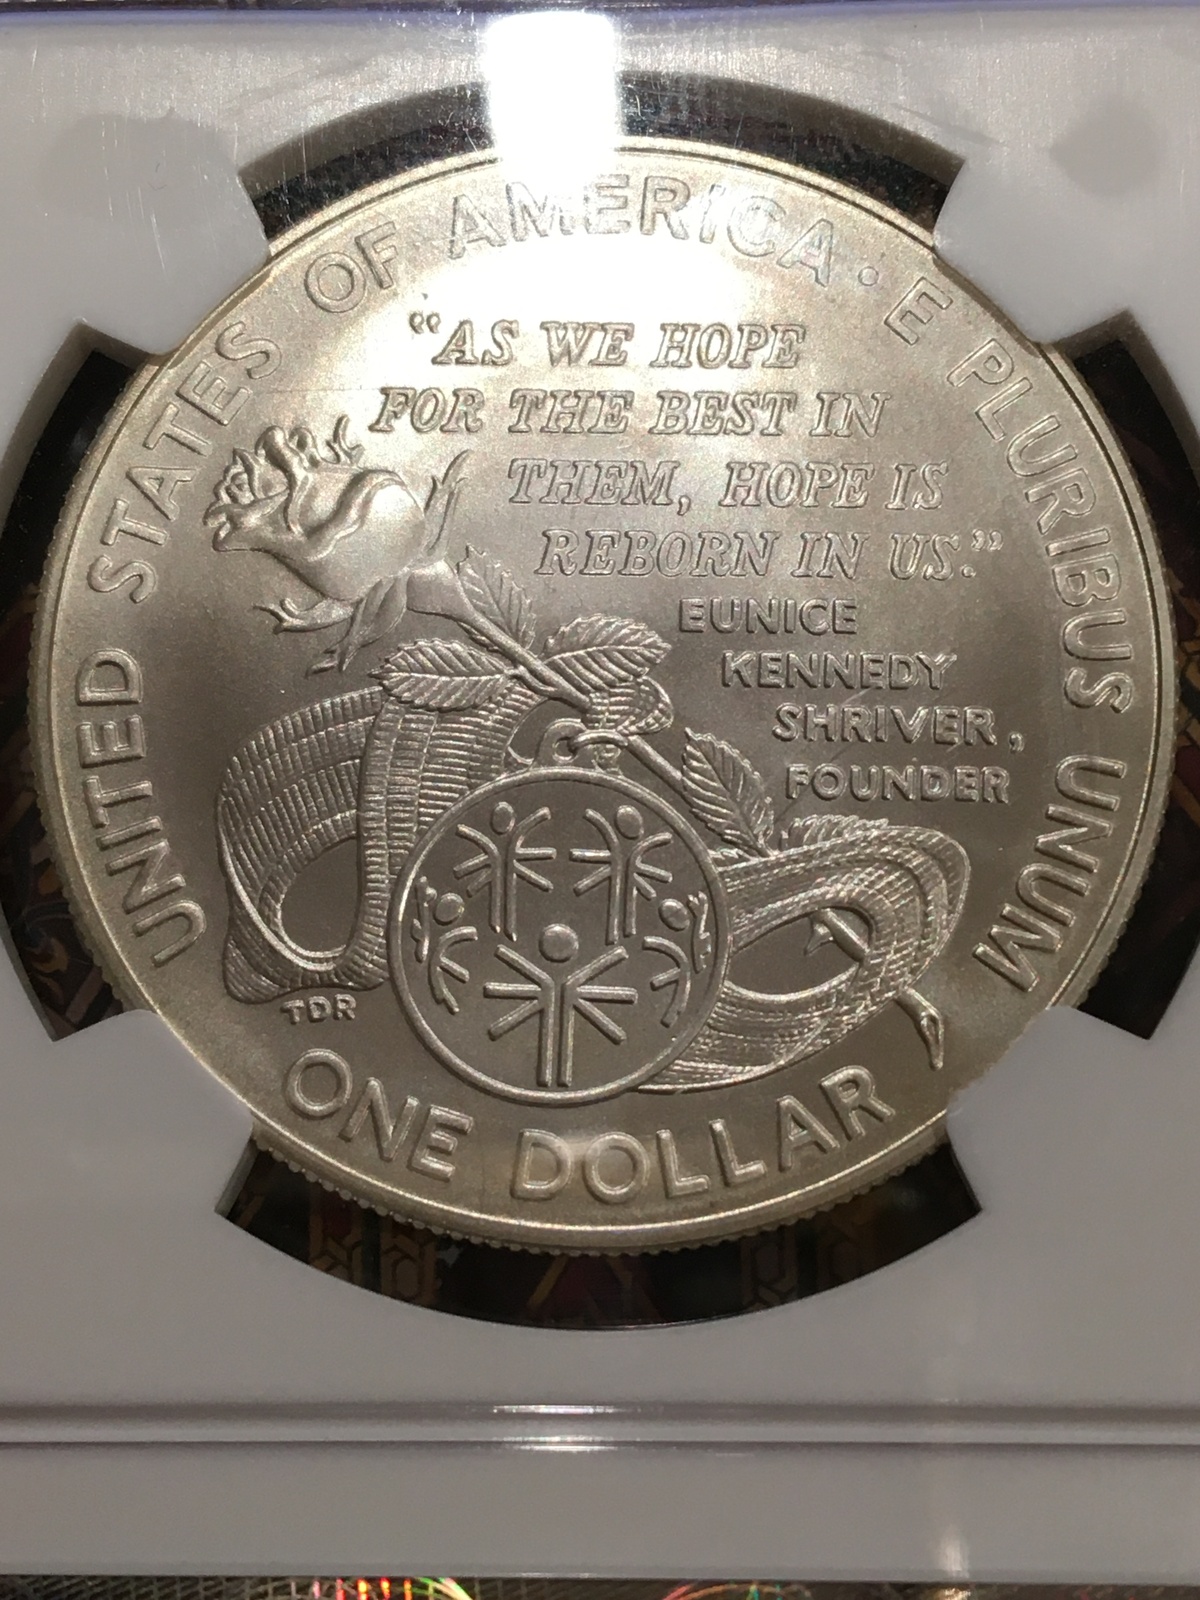 UNITED STATES OF AMERICA · E PLURIBUS UNUM
"AS WE HOPE
FOR THE BEST IN
THEM, HOPE IS
REBORN IN US."
EUNICE
KENNEDY
SHRIVER,
FOUNDER
TDR
ONE DOLLAR